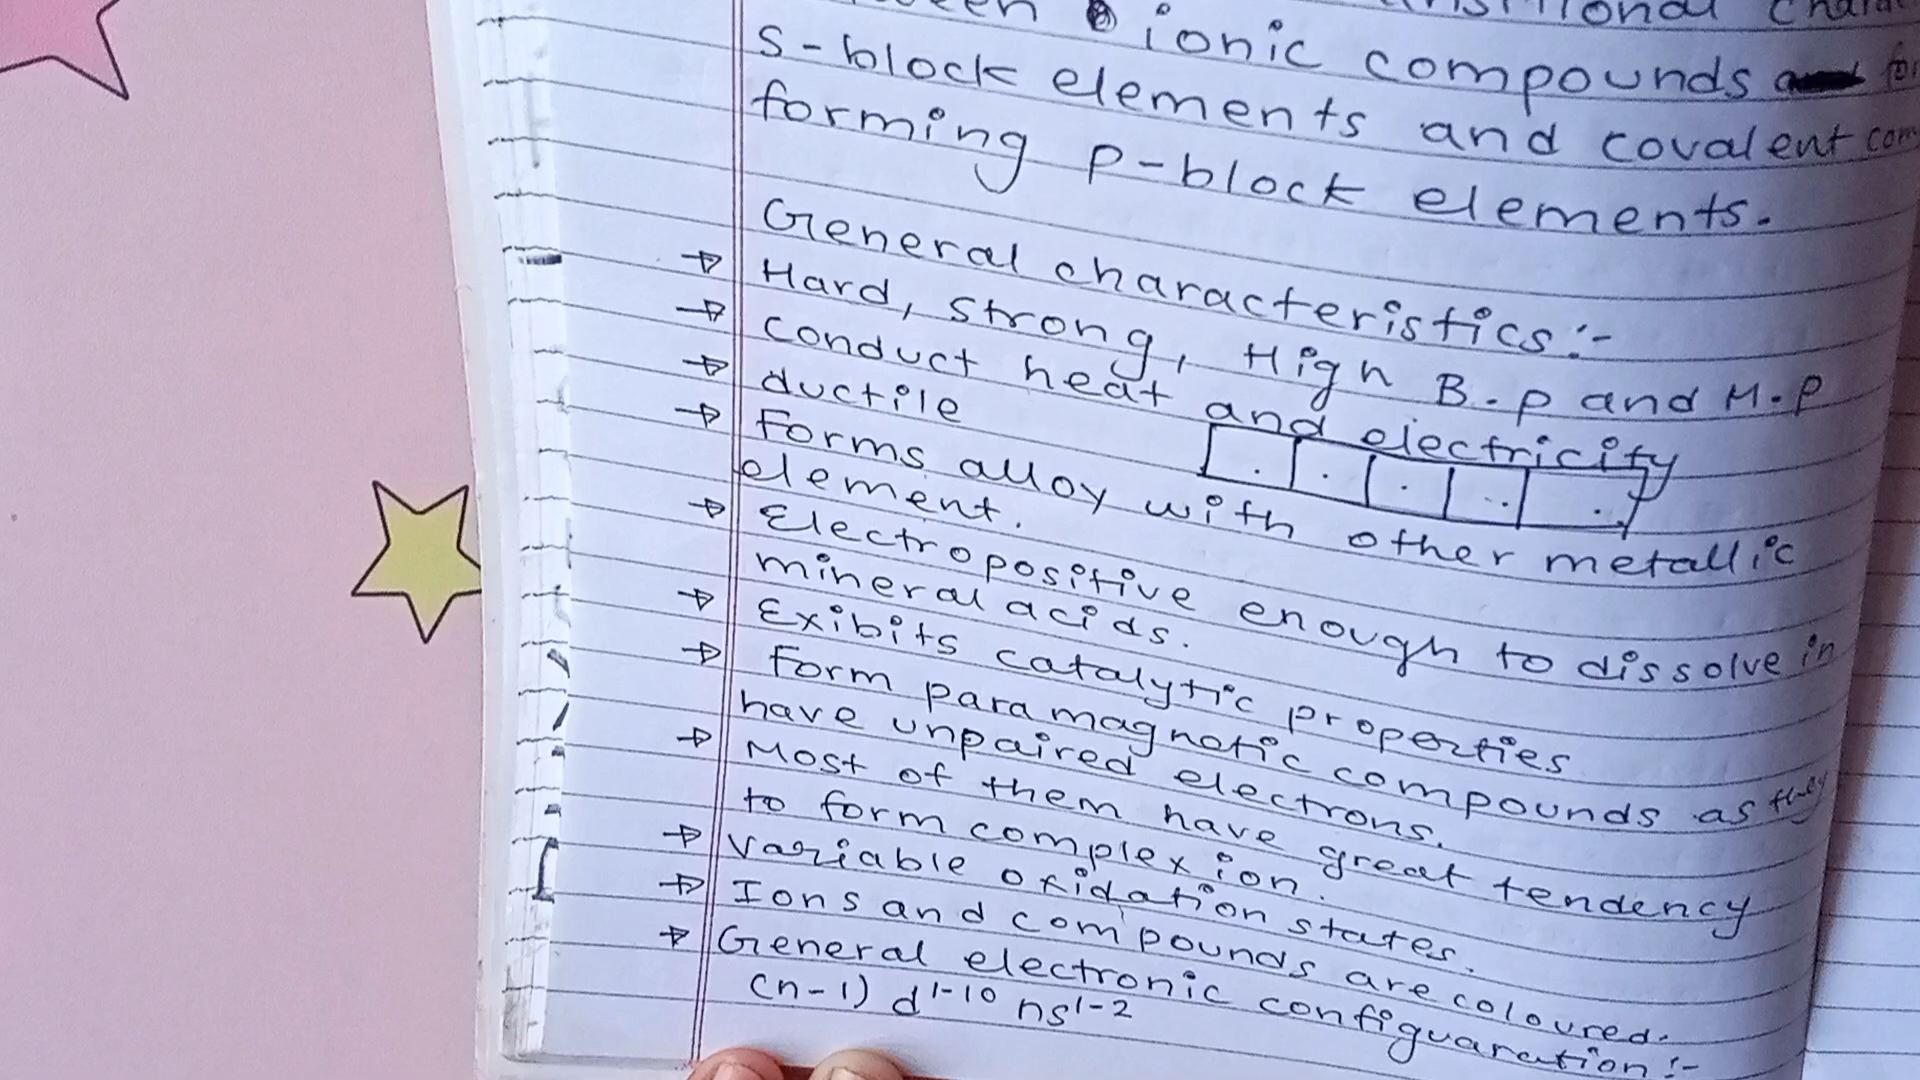 ionic compounds
s-block elements and covalent
forming p-block elements.
General characteristics:-
→ Hard, strong, High B.p and M.p
→ conduct heat and electricity
→ ductile
→ Forms alloy with other metallic
element.
→ Electropositive enough to dissolve in
mineral acids.
→ Exibits catalytic properties
→ Form paramagnetic compounds as they
have unpaired electrons.
→ Most of them have great tendency
to form complex ion.
→ Variable oxidation states.
→ Ions and compounds are coloured.
→ General electronic configuaration:-
(n-1) d¹⁻¹⁰ ns¹⁻²